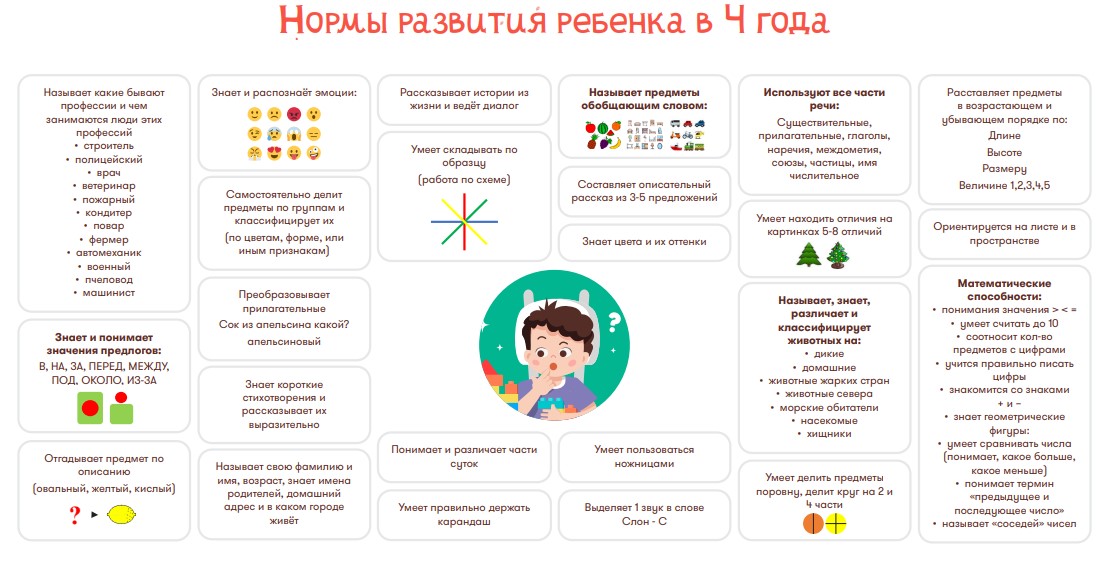 Нормы развития ребенка в 4 года
Называет какие бывают
профессии и чем
занимаются люди этих
профессий
• строитель
• полицейский
• врач
• ветеринар
• пожарный
• кондитер
• повар
• фермер
• автомеханик
• военный
• пчеловод
• машинист
Знает и понимает
значения предлогов:
В, НА, ЗА, ПЕРЕД, МЕЖДУ,
ПОД, ОКОЛО, ИЗ-ЗА
Отгадывает предмет по
описанию
(овальный, желтый, кислый)
?
Знает и распознаёт эмоции:
Самостоятельно делит
предметы по группам и
классифицирует их
(по цветам, форме, или
иным признакам)
Преобразовывает
прилагательные
Сок из апельсина какой?
апельсиновый
Знает короткие
стихотворения и
рассказывает их
выразительно
Называет свою фамилию и
имя, возраст, знает имена
родителей, домашний
адрес и в каком городе
живёт
Рассказывает истории из
жизни и ведёт диалог
Умеет складывать по
образцу
(работа по схеме)
Называет предметы
обобщающим словом:
Составляет описательный
рассказ из 3-5 предложений
Знает цвета и их оттенки
?
Понимает и различает части
суток
Умеет правильно держать
карандаш
Умеет пользоваться
ножницами
Выделяет 1 звук в слове
Слон - С
Используют все части
речи:
Существительные,
прилагательные, глаголы,
наречия, междометия,
союзы, частицы, имя
числительное
Умеет находить отличия на
картинках 5-8 отличий
Называет, знает,
различает и
классифицирует
животных на:
• дикие
• домашние
• животные жарких стран
• животные севера
• морские обитатели
• насекомые
• хищники
Умеет делить предметы
поровну, делит круг на 2 и
4 части
Расставляет предметы
в возрастающем и
убывающем порядке по:
Длине
Высоте
Размеру
Величине 1,2,3,4,5
Ориентируется на листе и в
пространстве
Математические
способности:
• понимания значения > < =
• умеет считать до 10
• соотносит кол-во
предметов с цифрами
• учится правильно писать
цифры
• знакомится со знаками
+ и –
• знает геометрические
фигуры:
• умеет сравнивать числа
(понимает, какое больше,
какое меньше)
• понимает термин
«предыдущее и
последующее число»
• называет «соседей» чисел